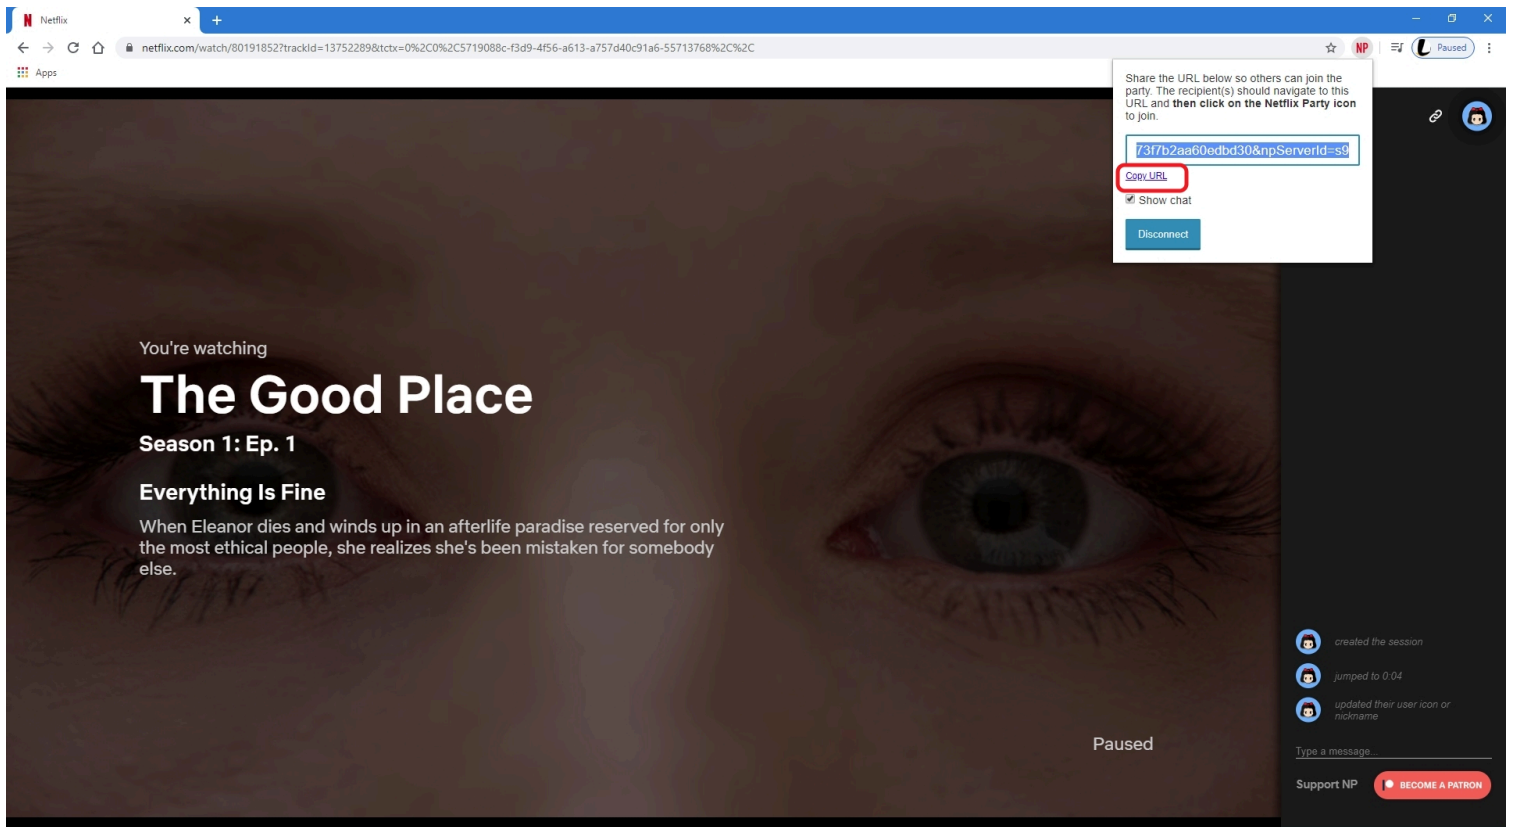 N Netflix
netflix.com/watch/80191852?trackId=13752289&tctx=0%2C0%2C5719088c-f3d9-4f56-a613-a757d40c91a6-55713768%2C%2C
NP
Paused
Apps
Share the URL below so others can join the
party. The recipient(s) should navigate to this
URL and then click on the Netflix Party icon
to join.
73f7b2aa60edbd30&npServerId=s9
Copy URL
Show chat
Disconnect
You're watching
The Good Place
Season 1: Ep. 1
Everything Is Fine
When Eleanor dies and winds up in an afterlife paradise reserved for only
the most ethical people, she realizes she's been mistaken for somebody
else.
Paused
created the session
jumped to 0:04
updated their user icon or
nickname
Type a message...
Support NP
BECOME A PATRON